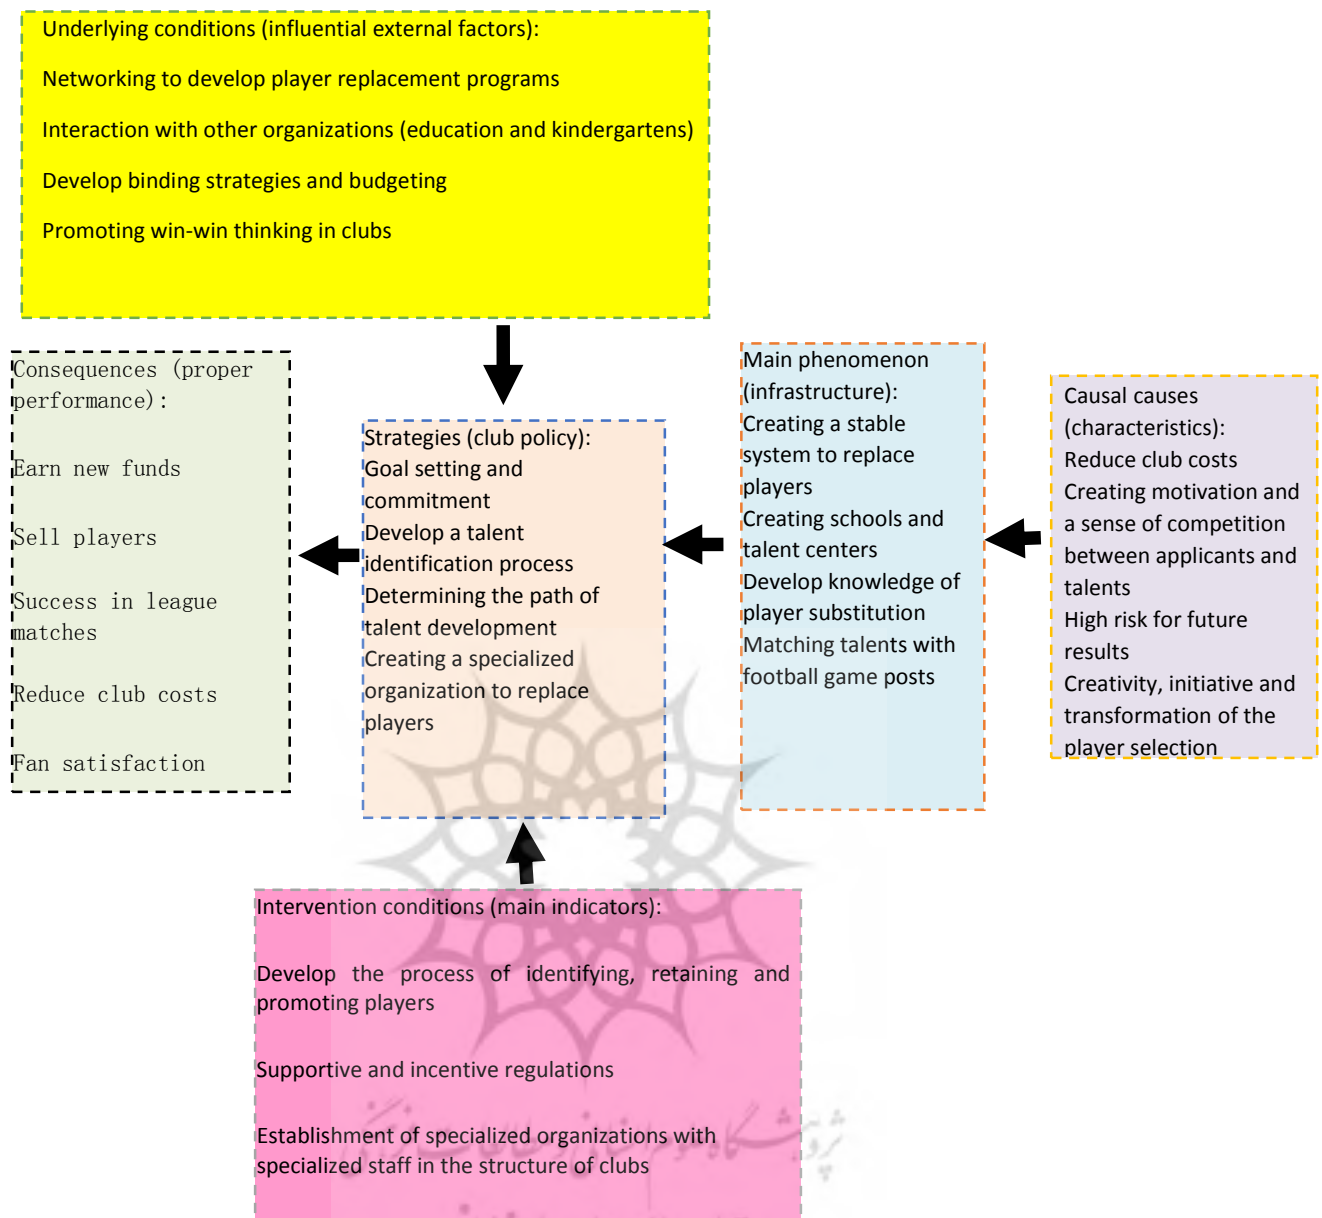 Underlying conditions (influential external factors):
Networking to develop player replacement programs
Interaction with other organizations (education and kindergartens)
Develop binding strategies and budgeting
Promoting win-win thinking in clubs
Consequences (proper
performance):
Earn new funds
Sell players
Success in league
matches
Reduce club costs
Fan satisfaction
Strategies (club policy):
Goal setting and
commitment
Develop a talent
identification process
Determining the path of
talent development
Creating a specialized
organization to replace
players
Main phenomenon
(infrastructure):
Creating a stable
system to replace
players
Creating schools and
talent centers
Develop knowledge of
player substitution
Matching talents with
football game posts
Causal causes
(characteristics):
Reduce club costs
Creating motivation and
a sense of competition
between applicants and
talents
High risk for future
results
Creativity, initiative and
transformation of the
player selection
Intervention conditions (main indicators):
Develop the process of identifying, retaining and
promoting players
Supportive and incentive regulations
Establishment of specialized organizations with
specialized staff in the structure of clubs
پژوهشگاه علوم انسانی و مطالعات فرهنگی